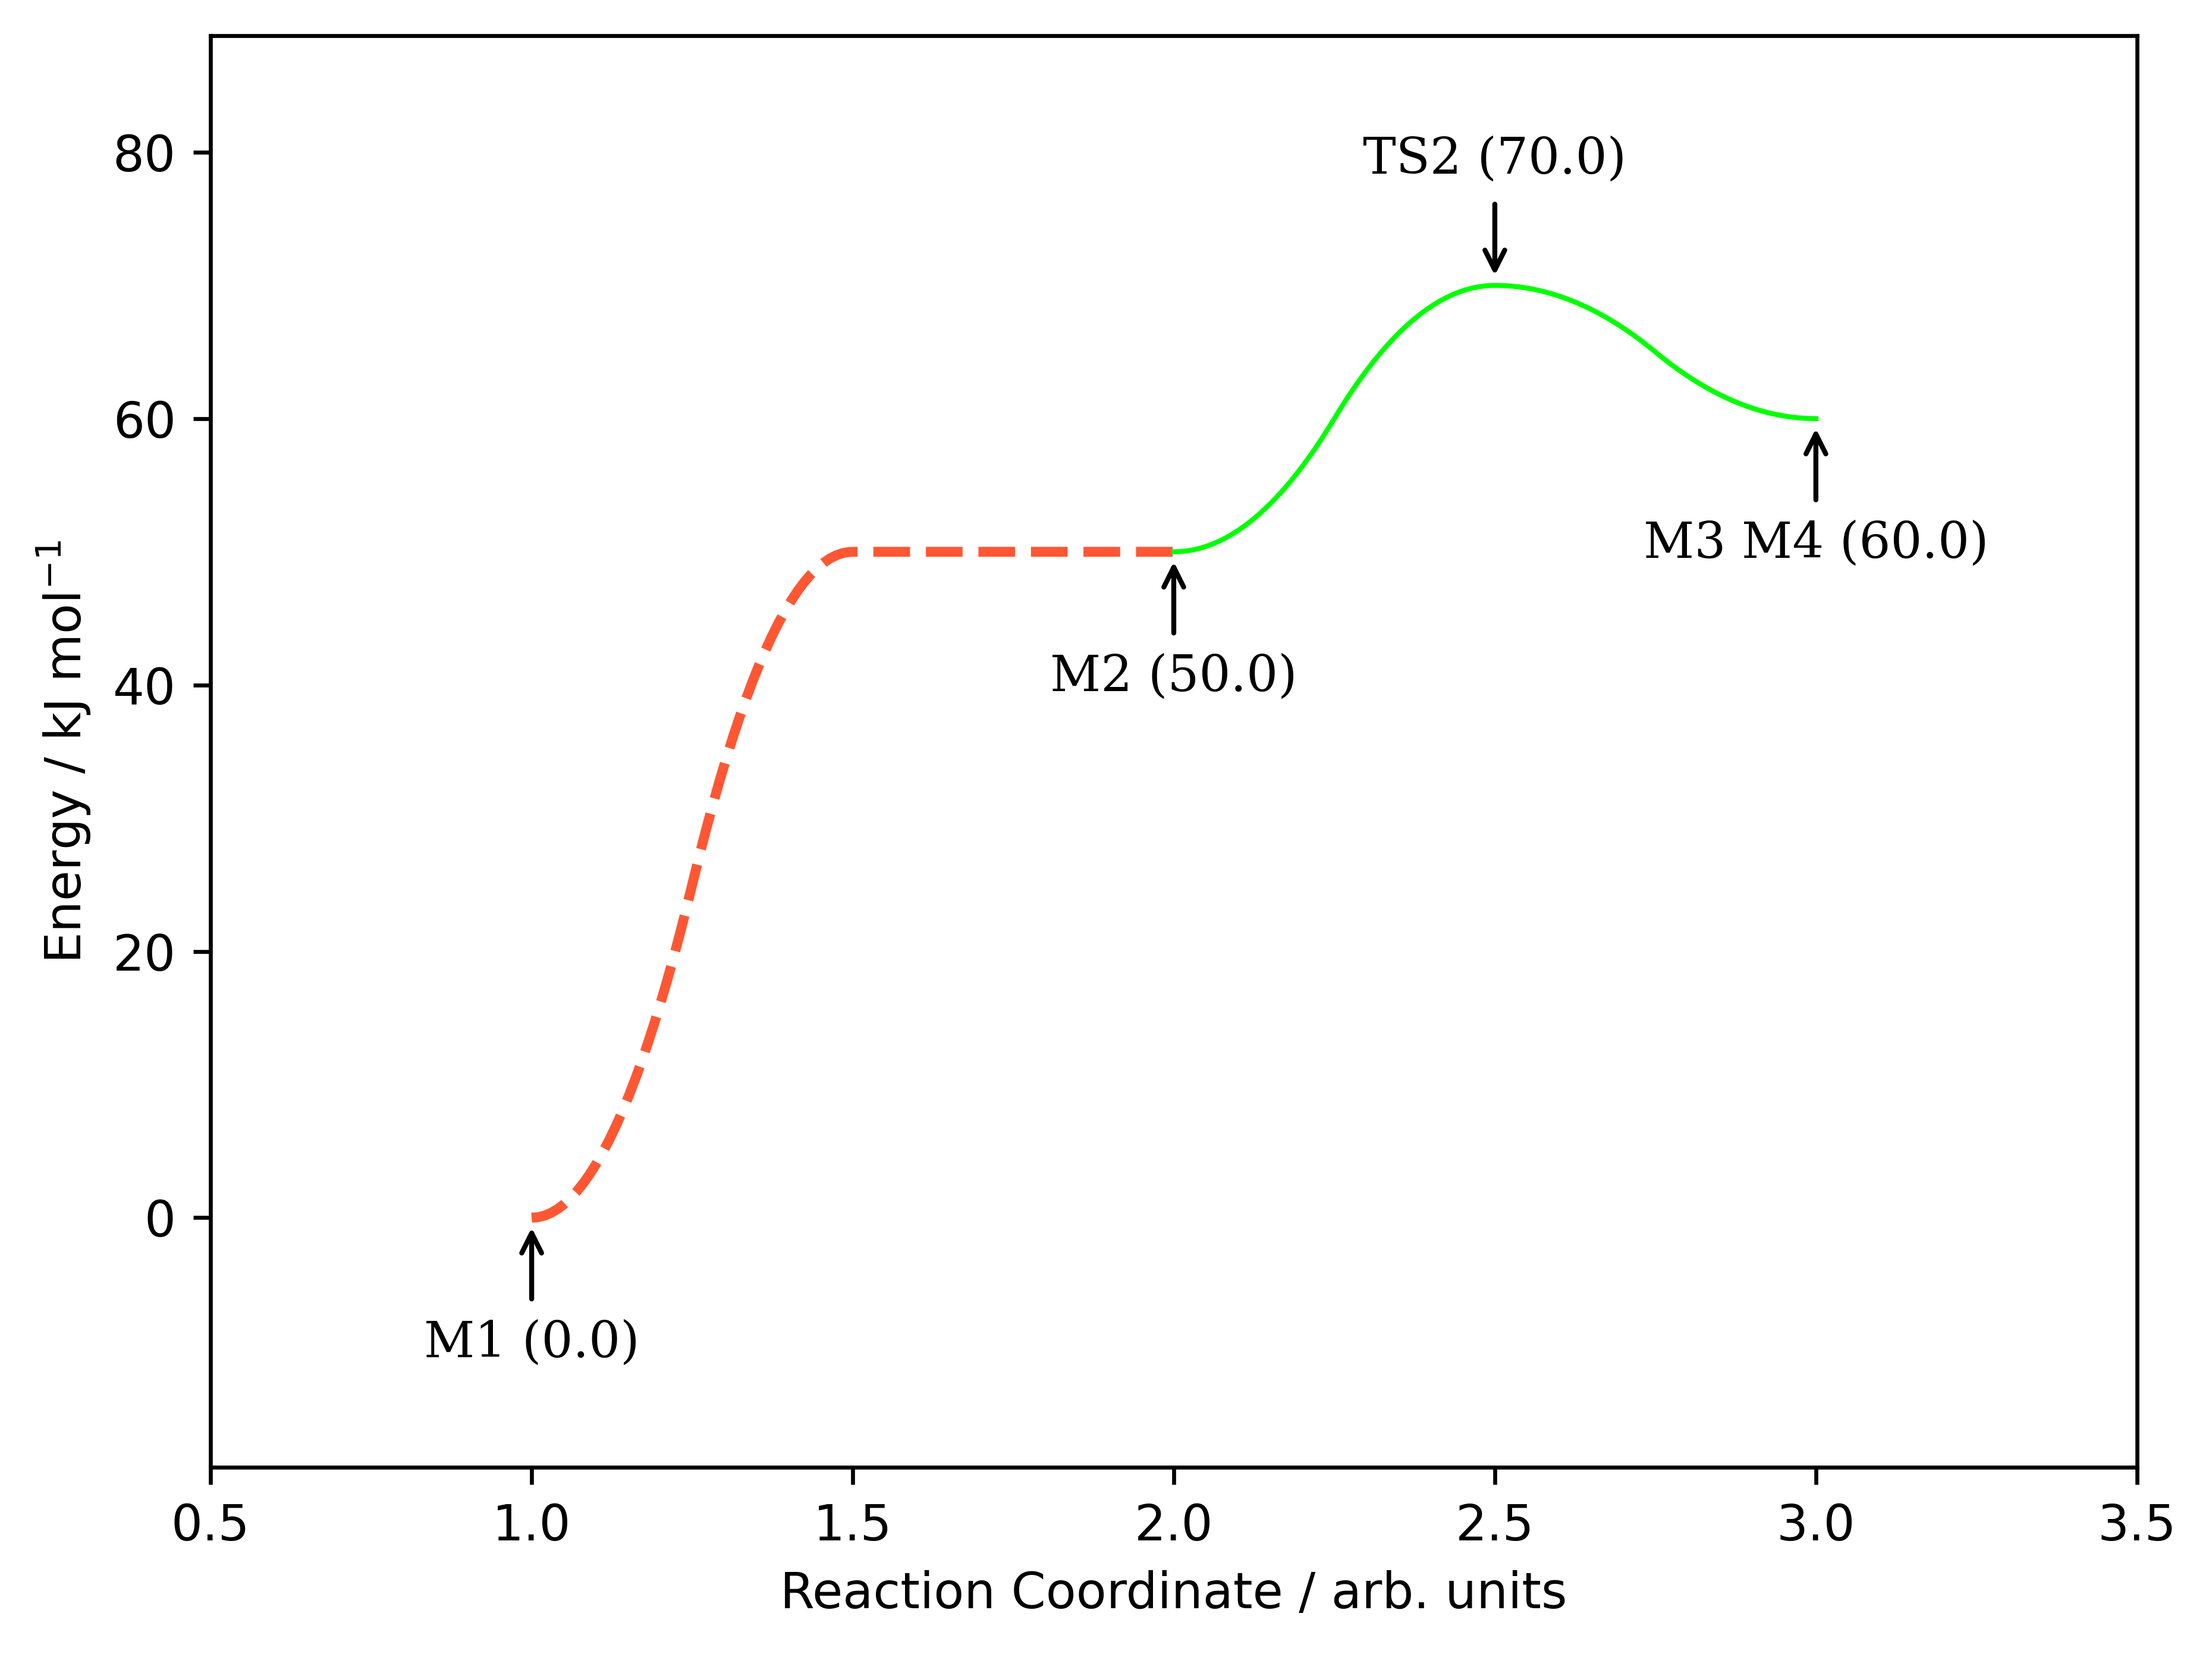 TS2 (70.0)
M3 M4 (60.0)
M2 (50.0)
M1 (0.0)
80
60
40
20
0
Energy / kJ mol⁻¹
0.5 1.0 1.5 2.0 2.5 3.0 3.5
Reaction Coordinate / arb. units